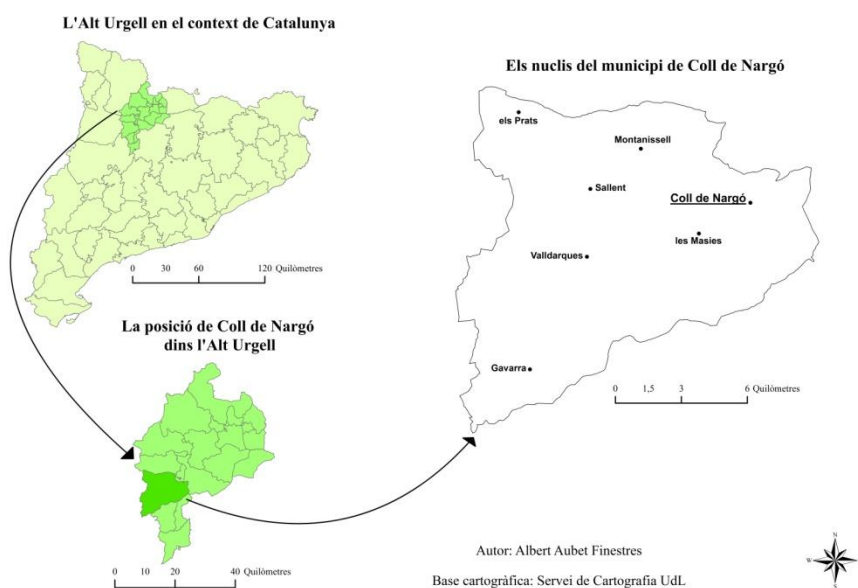 L'Alt Urgell en el context de Catalunya
0 30 60 120 Quilòmetres
La posició de Coll de Nargó
dins l'Alt Urgell
0 10 20 40 Quilòmetres
Els nuclis del municipi de Coll de Nargó
els Prats
Montanissell
Sallent
Coll de Nargó
les Masies
Valldarques
Gavarra
0 1,5 3 6 Quilòmetres
Autor: Albert Aubet Finestres
Base cartogràfica: Servei de Cartografia UdL
N
W E
S